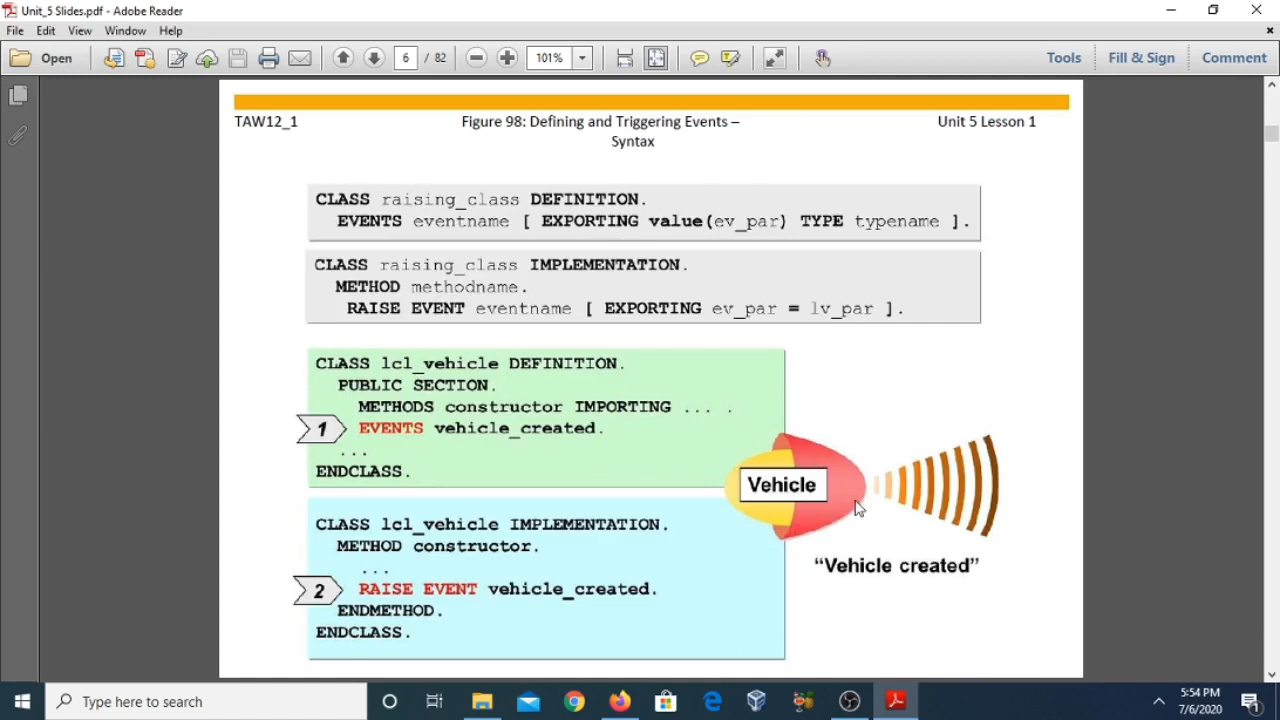 Unit_5 Slides.pdf - Adobe Reader
File Edit View Window Help
Open 6 / 82 101% Tools Fill & Sign Comment
TAW12_1 Figure 98: Defining and Triggering Events – Unit 5 Lesson 1
Syntax
CLASS raising_class DEFINITION.
EVENTS eventname [ EXPORTING value(ev_par) TYPE typename ].
CLASS raising_class IMPLEMENTATION.
METHOD methodname.
RAISE EVENT eventname [ EXPORTING ev_par = lv_par ].
CLASS lcl_vehicle DEFINITION.
PUBLIC SECTION.
METHODS constructor IMPORTING ... .
1 EVENTS vehicle_created.
...
ENDCLASS.
Vehicle
CLASS lcl_vehicle IMPLEMENTATION.
METHOD constructor.
...
“Vehicle created”
2 RAISE EVENT vehicle_created.
ENDMETHOD.
ENDCLASS.
Type here to search
5:54 PM
7/6/2020
1